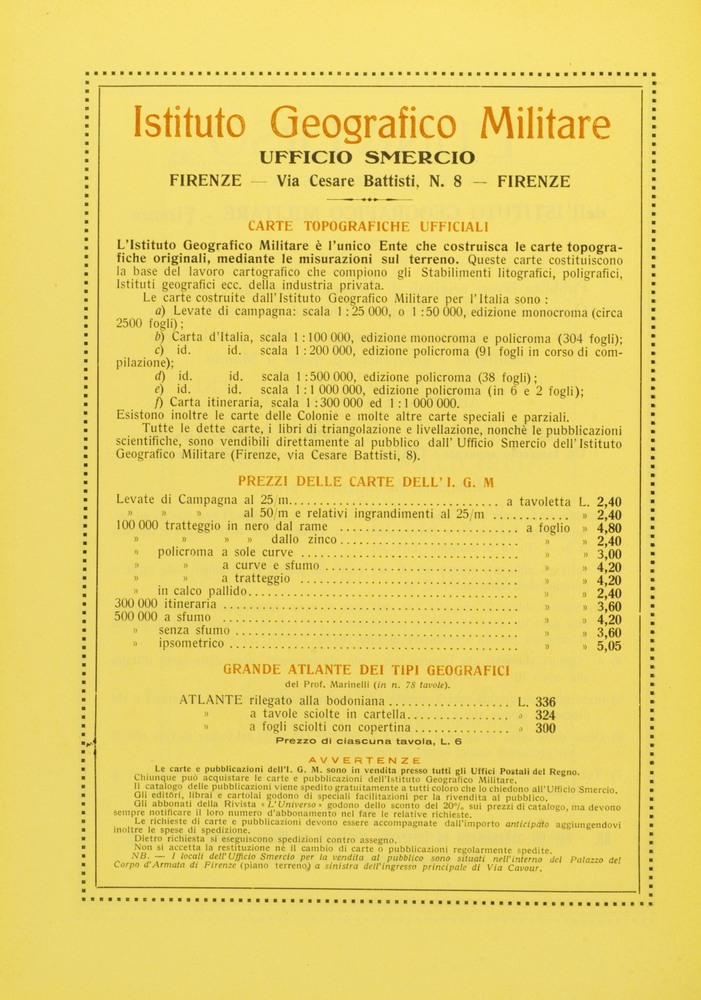 Istituto Geografico Militare
UFFICIO SMERCIO
FIRENZE — Via Cesare Battisti, N. 8 — FIRENZE
CARTE TOPOGRAFICHE UFFICIALI
L'Istituto Geografico Militare è l'unico Ente che costruisca le carte topogra-
fiche originali, mediante le misurazioni sul terreno. Queste carte costituiscono
la base del lavoro cartografico che compiono gli Stabilimenti litografici, poligrafici,
Istituti geografici ecc. della industria privata.
Le carte costruite dall'Istituto Geografico Militare per l'Italia sono :
a) Levate di campagna: scala 1 : 25 000, o 1 : 50 000, edizione monocroma (circa
2500 fogli) ;
b) Carta d'Italia, scala 1 : 100 000, edizione monocroma e policroma (304 fogli);
c) id. id. scala 1 : 200 000, edizione policroma (91 fogli in corso di com-
pilazione);
d) id. id. scala 1 : 500 000, edizione policroma (38 fogli) ;
e) id. id. scala 1 : 1 000 000, edizione policroma (in 6 e 2 fogli);
f) Carta itineraria, scala 1 : 300 000 ed 1 : 1 000 000.
Esistono inoltre le carte delle Colonie e molte altre carte speciali e parziali.
Tutte le dette carte, i libri di triangolazione e livellazione, nonchè le pubblicazioni
scientifiche, sono vendibili direttamente al pubblico dall' Ufficio Smercio dell'Istituto
Geografico Militare (Firenze, via Cesare Battisti, 8).
PREZZI DELLE CARTE DELL' I. G. M
Levate di Campagna al 25/m................................ a tavoletta L. 2,40
» » » al 50/m e relativi ingrandimenti al 25/m ............ » 2,40
100 000 tratteggio in nero dal rame ............................ a foglio » 4,80
» » » » dallo zinco............................ » » 2,40
» policroma a sole curve .................................. » » 3,00
» » a curve e sfumo .............................. » » 4,20
» » a tratteggio .................................. » » 4,20
» in calco pallido.......................................... » » 2,40
300 000 itineraria .............................................. » » 3,60
500 000 a sfumo .............................................. » » 4,20
» senza sfumo ............................................ » » 3,60
» ipsometrico ............................................. » » 5,05
GRANDE ATLANTE DEI TIPI GEOGRAFICI
del Prof. Marinelli (in n. 78 tavole).
ATLANTE rilegato alla bodoniana ................... L. 336
» a tavole sciolte in cartella................ » 324
» a fogli sciolti con copertina ............... » 300
Prezzo di ciascuna tavola, L. 6
AVVERTENZE
Le carte e pubblicazioni dell'I. G. M. sono in vendita presso tutti gli Uffici Postali del Regno.
Chiunque può acquistare le carte e pubblicazioni dell'Istituto Geografico Militare.
Il catalogo delle pubblicazioni viene spedito gratuitamente a tutti coloro che lo chiedono all'Ufficio Smercio.
Gli editori, librai e cartolai godono di speciali facilitazioni per la rivendita al pubblico.
Gli abbonati della Rivista « L'Universo » godono dello sconto del 20% sui prezzi di catalogo, ma devono
sempre notificare il loro numero d'abbonamento nel fare le relative richieste.
Le richieste di carte e pubblicazioni devono essere accompagnate dall'importo anticipato aggiungendovi
inoltre le spese di spedizione.
Dietro richiesta si eseguiscono spedizioni contro assegno.
Non si accetta la restituzione nè il cambio di carte o pubblicazioni regolarmente spedite.
NB. — I locali dell'Ufficio Smercio per la vendita al pubblico sono situati nell'interno del Palazzo del
Corpo d'Armata di Firenze (piano terreno) a sinistra dell'ingresso principale di Via Cavour.